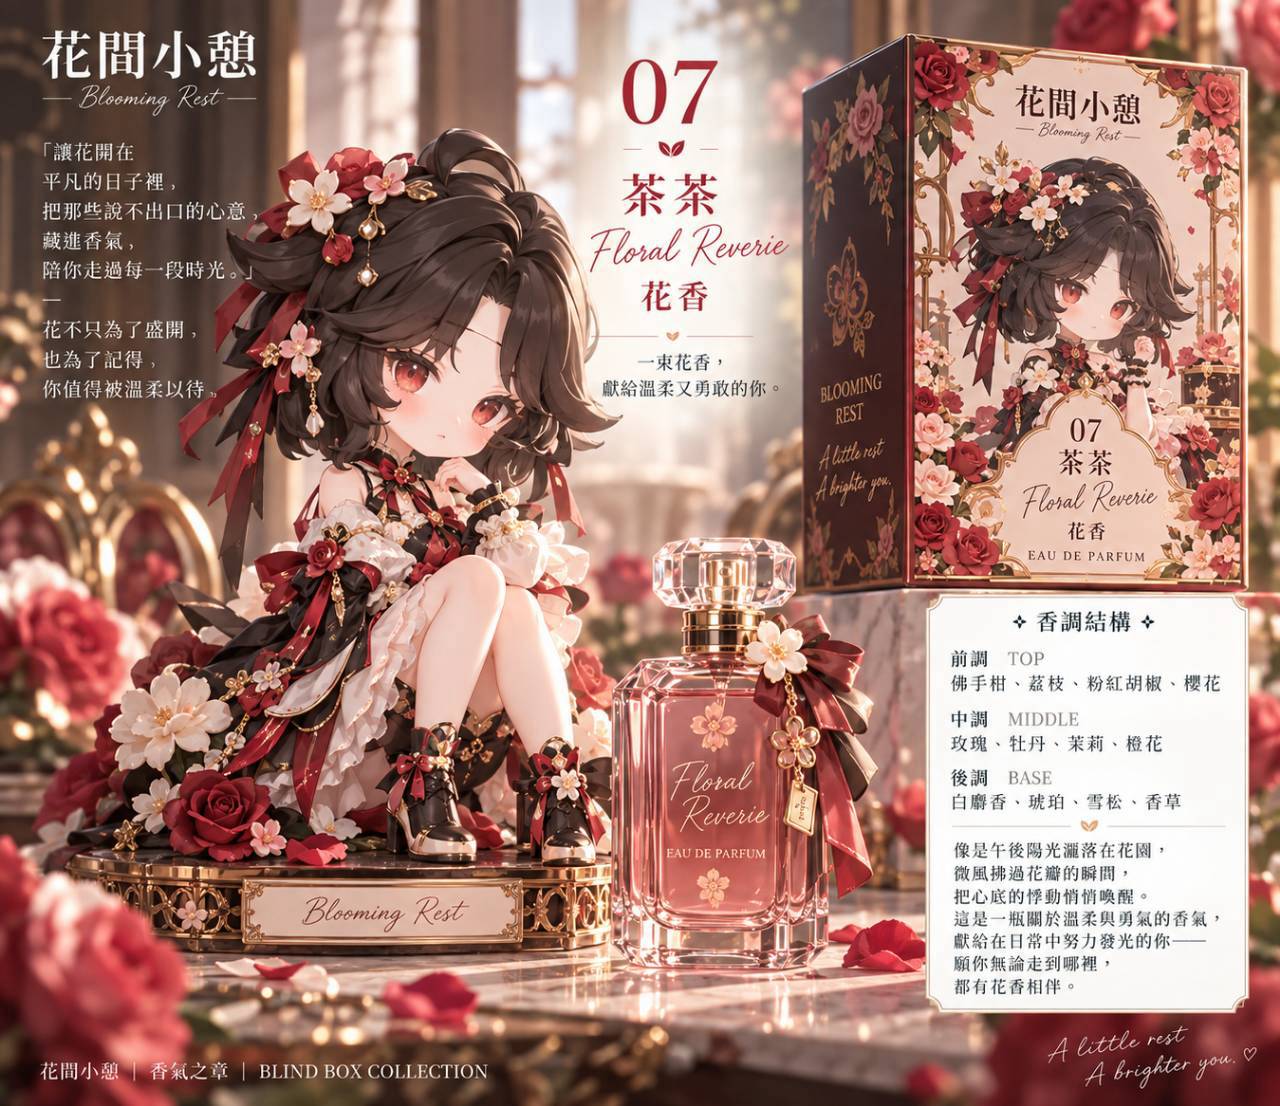 花間小憩
Blooming Rest
「讓花開在
平凡的日子裡，
把那些說不出口的心意，
藏進香氣，
陪你走過每一段時光。」
—
花不只為了盛開，
也為了記得，
你值得被溫柔以待。
07
茶茶
Floral Reverie
花香
一束花香，
獻給溫柔又勇敢的你。
花間小憩
Blooming Rest
07
茶茶
Floral Reverie
花香
EAU DE PARFUM
BLOOMING
REST
A little rest
A brighter you.
Floral
Reverie
EAU DE PARFUM
Blooming Rest
香調結構
前調 TOP
佛手柑、荔枝、粉紅胡椒、櫻花
中調 MIDDLE
玫瑰、牡丹、茉莉、橙花
後調 BASE
白麝香、琥珀、雪松、香草
像是午後陽光灑落在花園，
微風拂過花瓣的瞬間，
把心底的悸動悄悄喚醒。
這是一瓶關於溫柔與勇氣的香氣，
獻給在日常中努力發光的你——
願你無論走到哪裡，
都有花香相伴。
A little rest
A brighter you.♡
花間小憩｜香氣之章｜BLIND BOX COLLECTION